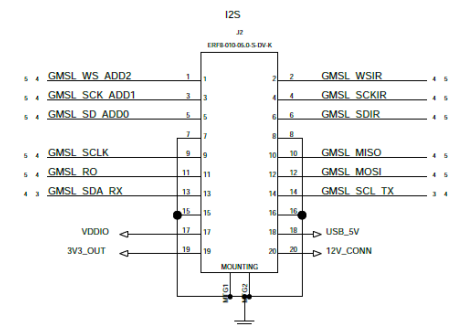 I2S
J2
ERF8-010-05.0-S-DV-K
5 4 GMSL_WS_ADD2 1 1 2 2 GMSL_WSIR 4 5
5 4 GMSL_SCK_ADD1 3 3 4 4 GMSL_SCKIR 4 5
5 4 GMSL_SD_ADD0 5 5 6 6 GMSL_SDIR 4 5
7 7 8 8
5 4 GMSL_SCLK 9 9 10 10 GMSL_MISO 4 5
5 4 GMSL_RO 11 11 12 12 GMSL_MOSI 4 5
4 3 GMSL_SDA_RX 13 13 14 14 GMSL_SCL_TX 3 4
15 15 16 16
VDDIO 17 17 18 18 USB_5V
3V3_OUT 19 19 20 20 12V_CONN
MOUNTING
MTG1 MTG2